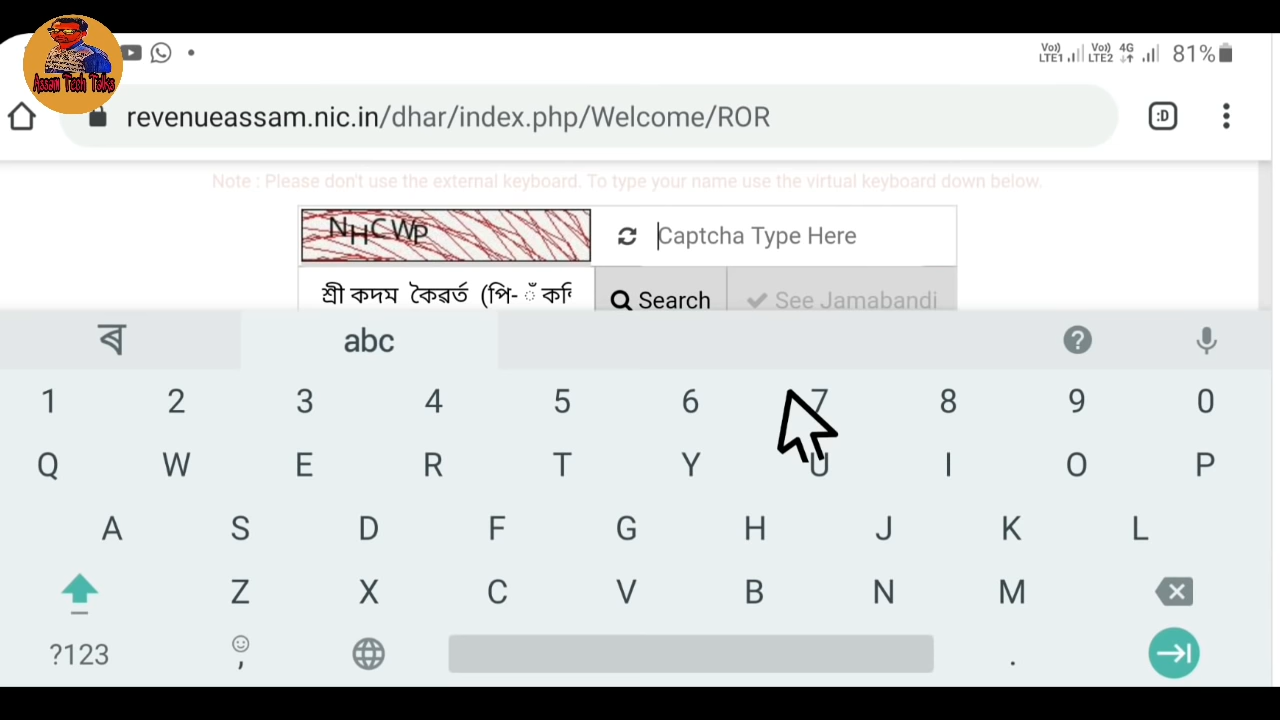 Assam Tech Talks
Vo) LTE1 Vo) LTE2 4G 81%
revenueassam.nic.in/dhar/index.php/Welcome/ROR
:D
Note : Please don't use the external keyboard. To type your name use the virtual keyboard down below.
NHCWP Captcha Type Here
শ্ৰী কদম কৈৱৰ্ত (পি- ঁ Search See Jamabandi
ৰ abc ?
1 2 3 4 5 6 7 8 9 0
Q W E R T Y U I O P
A S D F G H J K L
Z X C V B N M
?123 , .